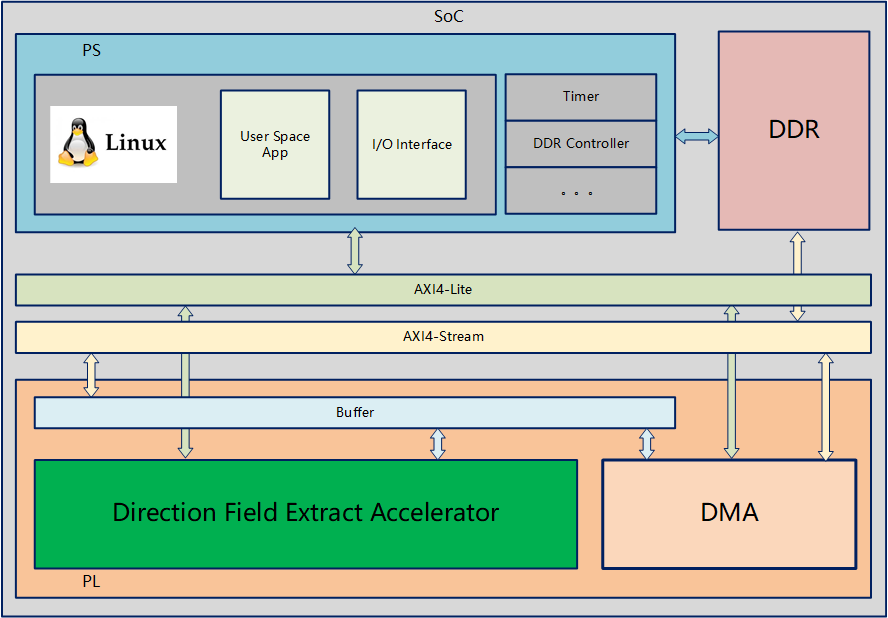 SoC
PS
Linux
User Space
App
I/O Interface
Timer
DDR Controller
。。。
DDR
AXI4-Lite
AXI4-Stream
Buffer
Direction Field Extract Accelerator
DMA
PL